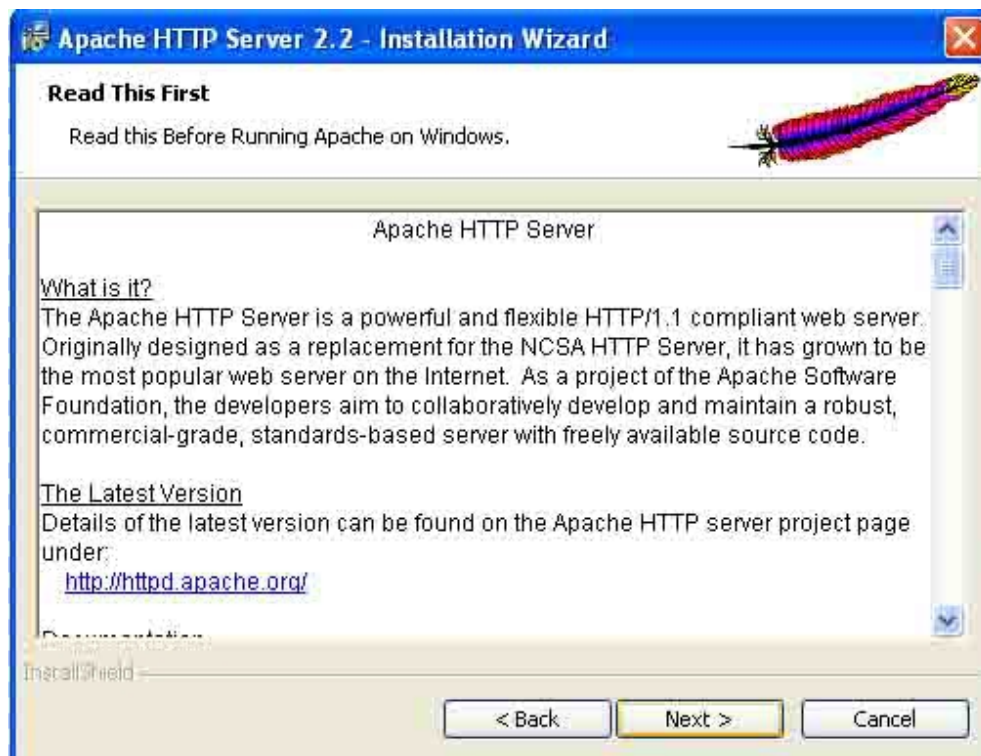 Apache HTTP Server 2.2 - Installation Wizard
Read This First
Read this Before Running Apache on Windows.
Apache HTTP Server
What is it?
The Apache HTTP Server is a powerful and flexible HTTP/1.1 compliant web server.
Originally designed as a replacement for the NCSA HTTP Server, it has grown to be
the most popular web server on the Internet.  As a project of the Apache Software
Foundation, the developers aim to collaboratively develop and maintain a robust,
commercial-grade, standards-based server with freely available source code.
The Latest Version
Details of the latest version can be found on the Apache HTTP server project page
under:
http://httpd.apache.org/
Documentation
InstallShield
< Back
Next >
Cancel